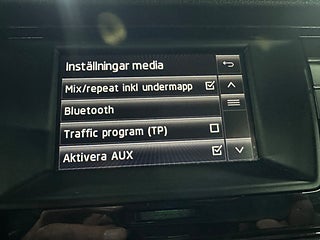 Inställningar media
Mix/repeat inkl undermapp
Bluetooth
Traffic program (TP)
Aktivera AUX